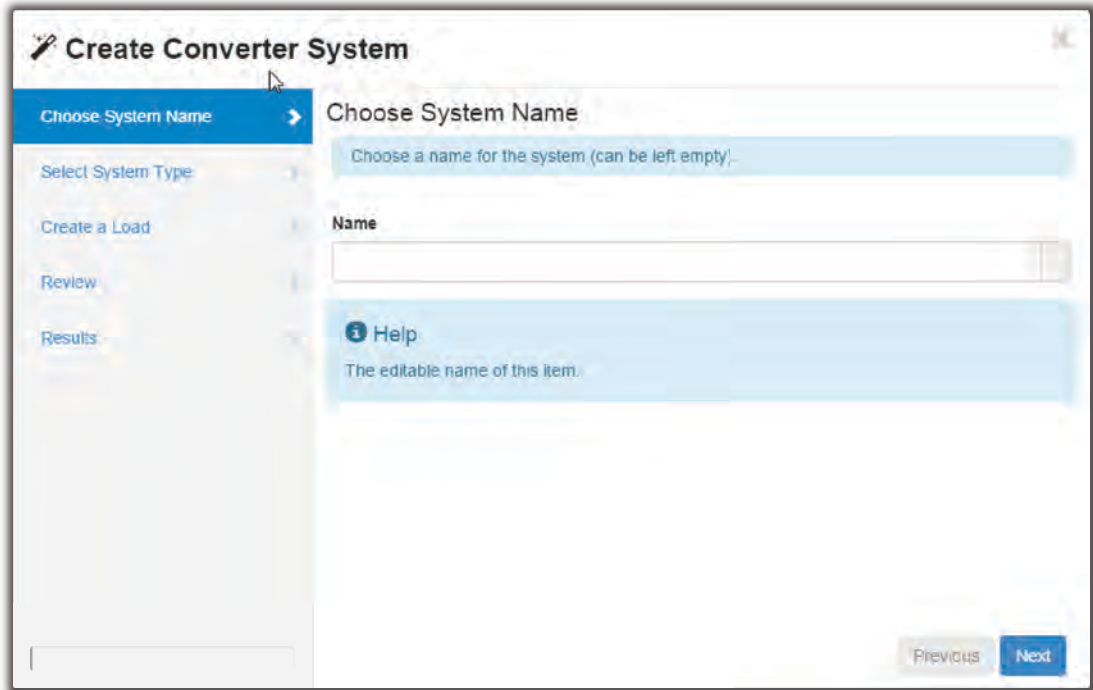 Create Converter System
Choose System Name
Select System Type
Create a Load
Review
Results
Choose System Name
Choose a name for the system (can be left empty).
Name
Help
The editable name of this item.
Previous
Next